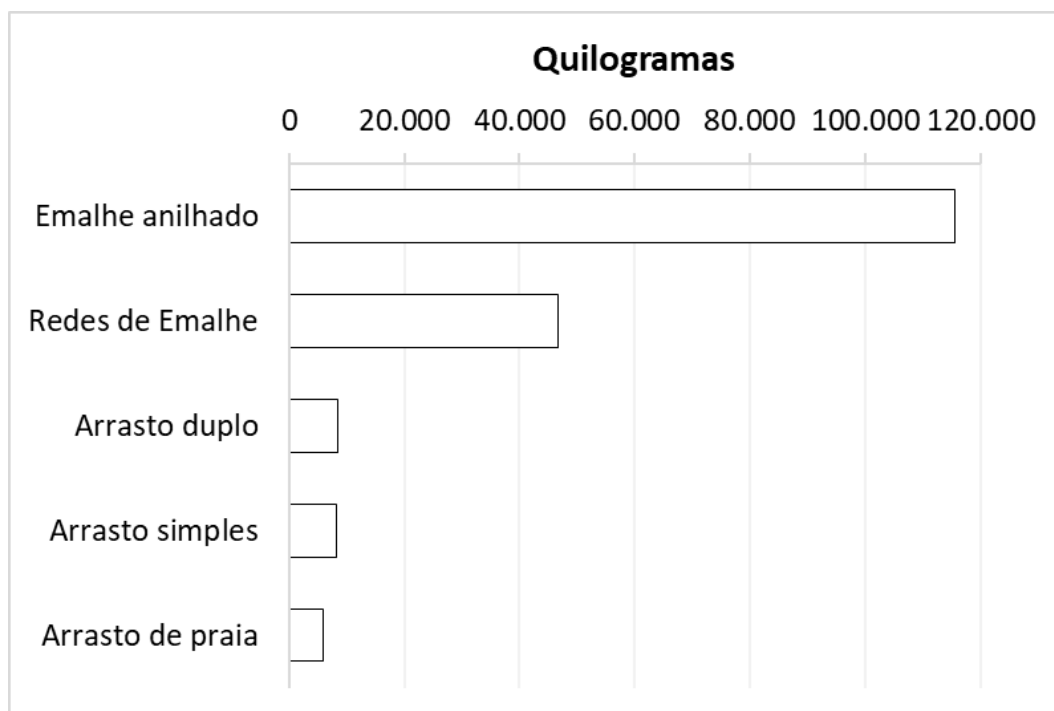 Quilogramas
0 20.000 40.000 60.000 80.000 100.000 120.000
Emalhe anilhado
Redes de Emalhe
Arrasto duplo
Arrasto simples
Arrasto de praia